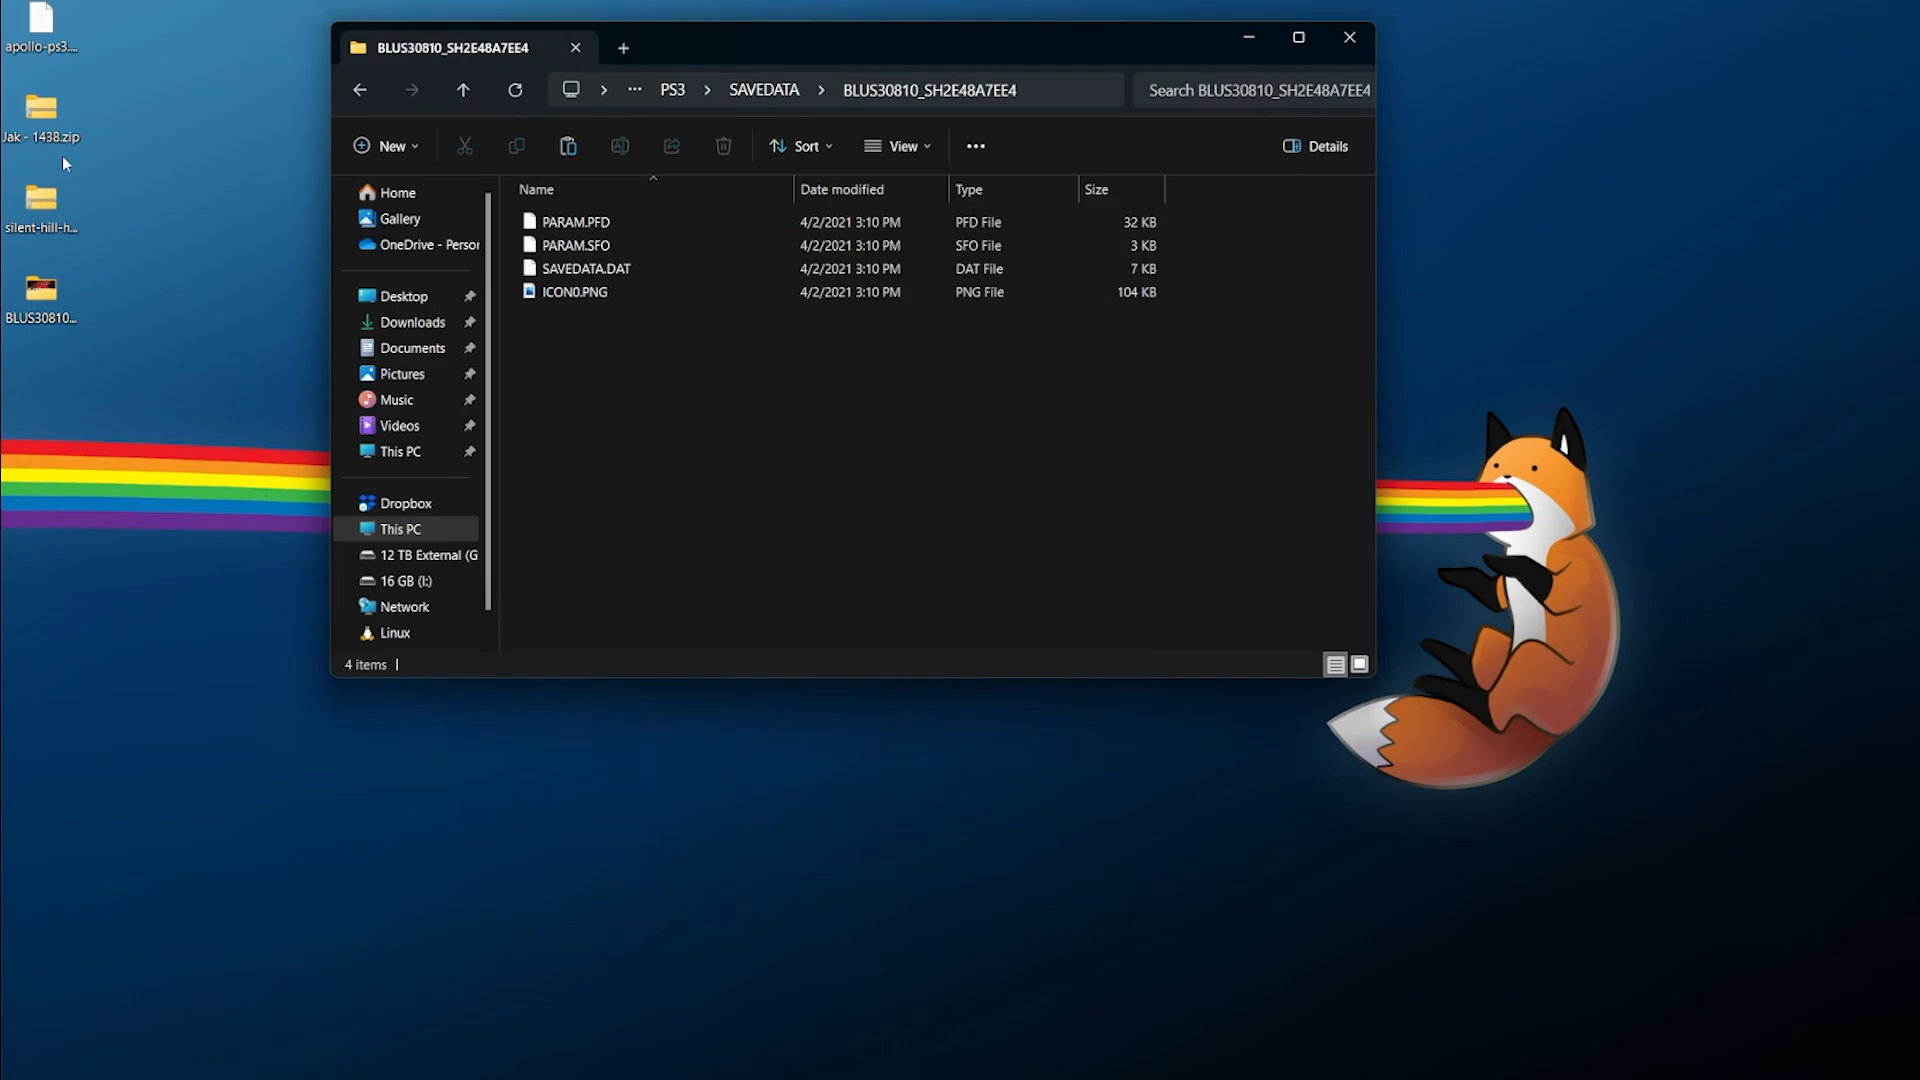 apollo-ps3....
Jak - 1438.zip
silent-hill-h...
BLUS30810...
BLUS30810_SH2E48A7EE4
PS3
SAVEDATA
BLUS30810_SH2E48A7EE4
Search BLUS30810_SH2E48A7EE4
New
Sort
View
Details
Home
Gallery
OneDrive - Persor
Desktop
Downloads
Documents
Pictures
Music
Videos
This PC
Dropbox
This PC
12 TB External (G
16 GB (I:)
Network
Linux
Name Date modified Type Size
PARAM.PFD 4/2/2021 3:10 PM PFD File 32 KB
PARAM.SFO 4/2/2021 3:10 PM SFO File 3 KB
SAVEDATA.DAT 4/2/2021 3:10 PM DAT File 7 KB
ICON0.PNG 4/2/2021 3:10 PM PNG File 104 KB
4 items